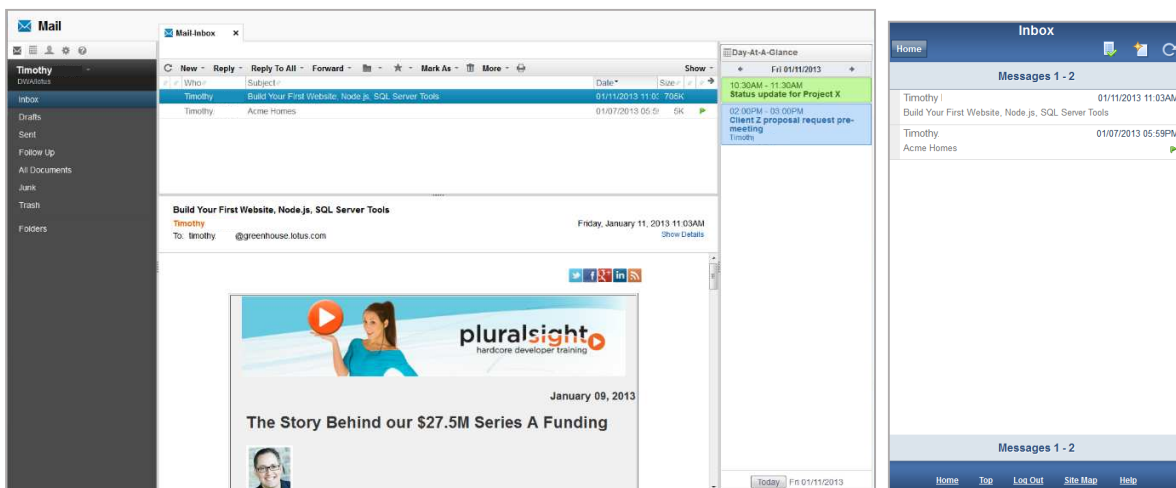 Mail
Timothy
DWAstatus
Inbox
Drafts
Sent
Follow Up
All Documents
Junk
Trash
Folders
Mail-Inbox x
New Reply Reply To All Forward Mark As More Show
Who Subject Date Size
Timothy Build Your First Website, Node.js, SQL Server Tools 01/11/2013 11:0 705K
Timothy Acme Homes 01/07/2013 05:5 5K
Build Your First Website, Node.js, SQL Server Tools
Timothy Friday, January 11, 2013 11:03AM
To: timothy @greenhouse.lotus.com Show Details
pluralsight
hardcore developer training
January 09, 2013
The Story Behind our $27.5M Series A Funding
Day-At-A-Glance
Fri 01/11/2013
10:30AM - 11:30AM
Status update for Project X
02:00PM - 03:00PM
Client Z proposal request pre-
meeting
Timothy
Today Fri 01/11/2013
Inbox
Home
Messages 1 - 2
Timothy 01/11/2013 11:03AM
Build Your First Website, Node.js, SQL Server Tools
Timothy. 01/07/2013 05:59PM
Acme Homes
Messages 1 - 2
Home Top Log Out Site Map Help